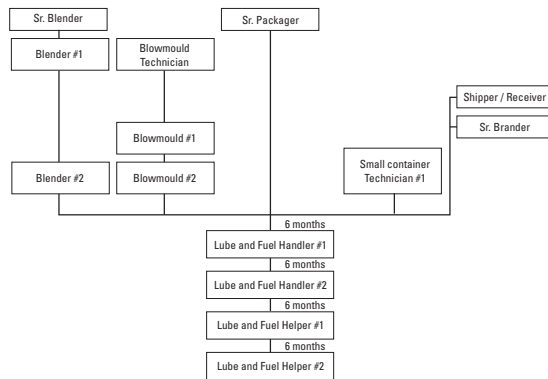 Sr. Blender
Sr. Packager
Blender #1
Blowmould
Technician
Shipper / Receiver
Sr. Brander
Blowmould #1
Small container
Technician #1
Blender #2
Blowmould #2
6 months
Lube and Fuel Handler #1
6 months
Lube and Fuel Handler #2
6 months
Lube and Fuel Helper #1
6 months
Lube and Fuel Helper #2